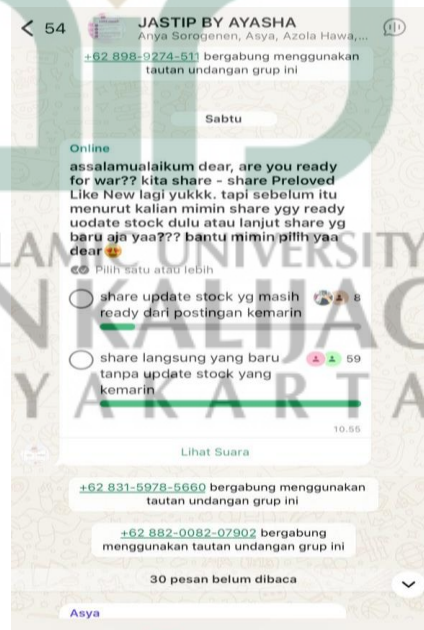 54
JASTIP BY AYASHA
Anya Sorogenen, Asya, Azola Hawa,...
+62 898-9274-511 bergabung menggunakan
tautan undangan grup ini
Sabtu
Online
assalamualaikum dear, are you ready
for war?? kita share - share Preloved
Like New lagi yukkk. tapi sebelum itu
menurut kalian mimin share ygy ready
uodate stock dulu atau lanjut share yg
baru aja yaa??? bantu mimin pilih yaa
dear😍
Pilih satu atau lebih
share update stock yg masih 8
ready dari postingan kemarin
share langsung yang baru 59
tanpa update stock yang
kemarin
10.55
Lihat Suara
+62 831-5978-5660 bergabung menggunakan
tautan undangan grup ini
+62 882-0082-07902 bergabung
menggunakan tautan undangan grup ini
30 pesan belum dibaca
Asya
LAMIC UNIVERSITY
N KALIJAG
YAKARTA